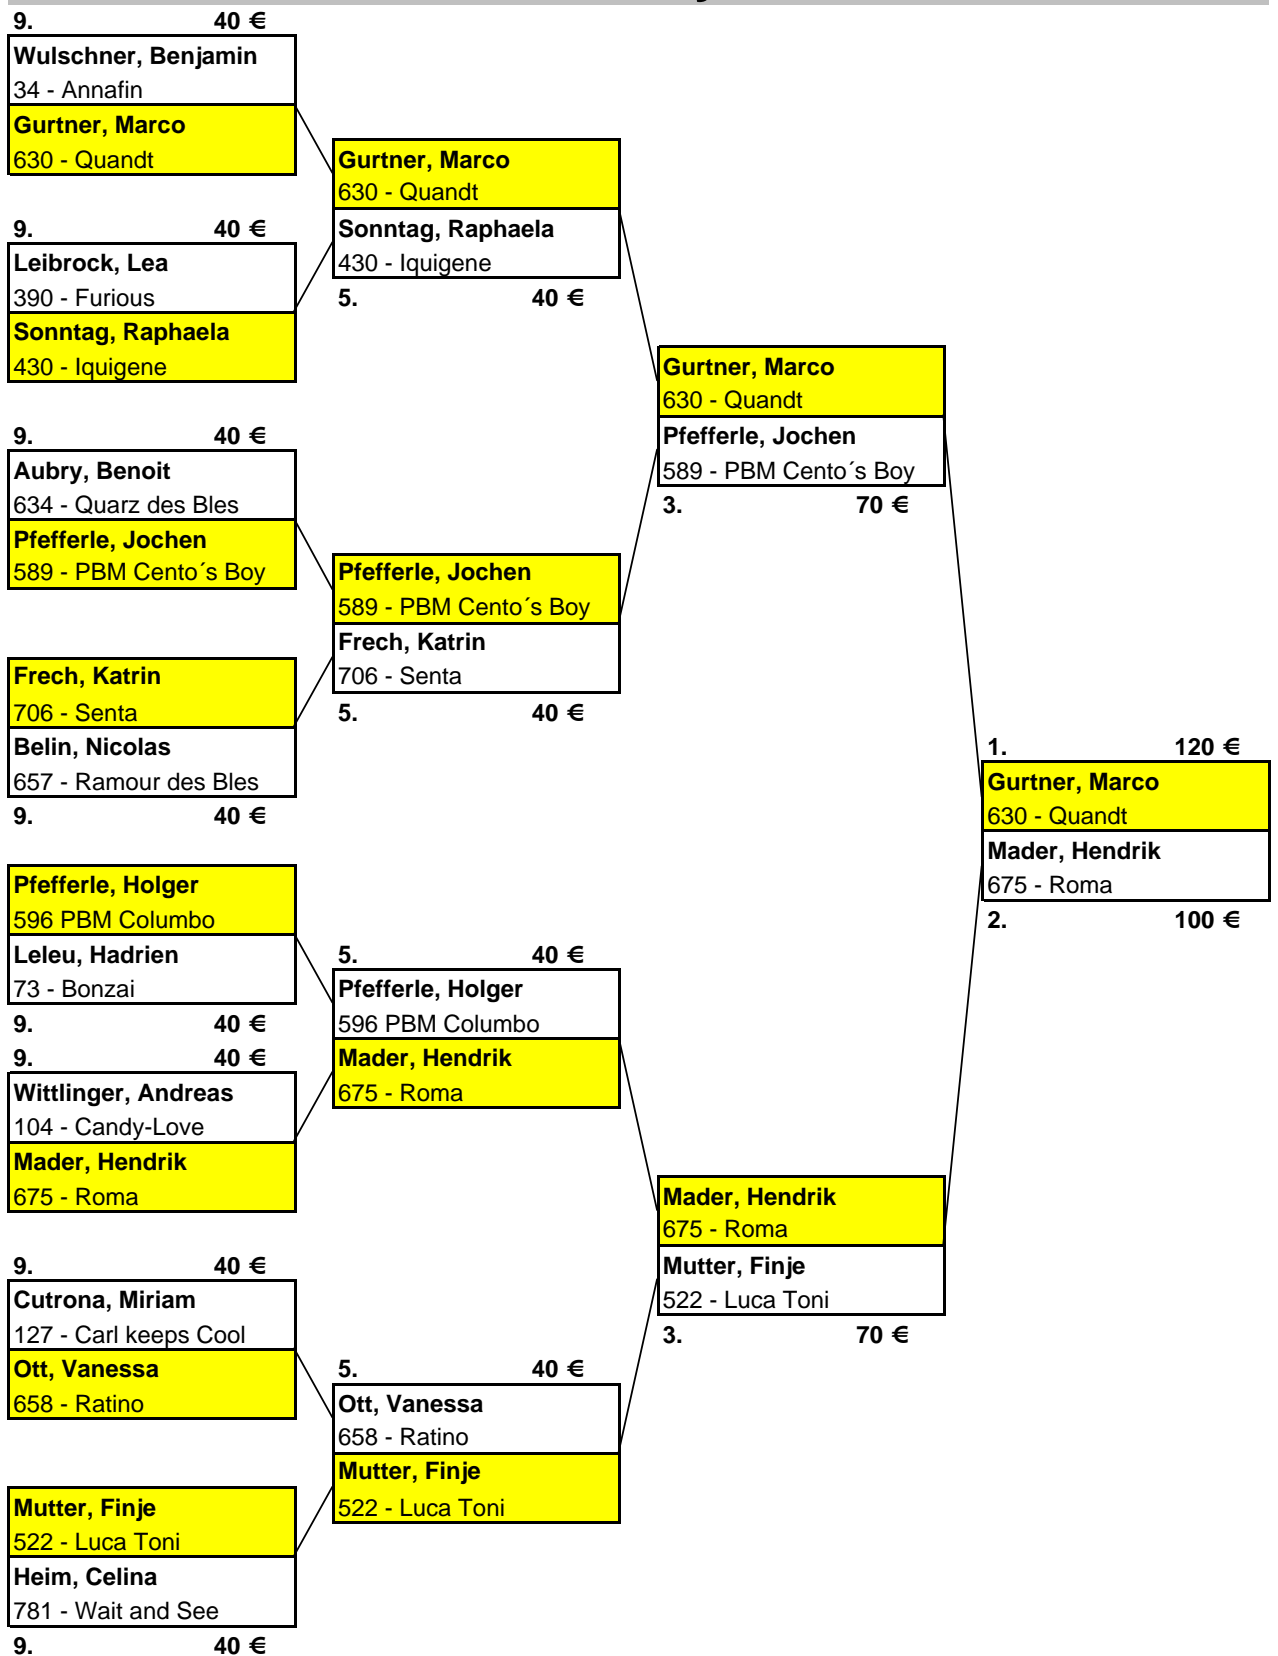 9. 40 €
Wulschner, Benjamin
34 - Annafin
Gurtner, Marco
630 - Quandt
9. 40 €
Leibrock, Lea
390 - Furious
Sonntag, Raphaela
430 - Iquigene
9. 40 €
Aubry, Benoit
634 - Quarz des Bles
Pfefferle, Jochen
589 - PBM Cento´s Boy
Frech, Katrin
706 - Senta
Belin, Nicolas
657 - Ramour des Bles
9. 40 €
Pfefferle, Holger
596 PBM Columbo
Leleu, Hadrien
73 - Bonzai
9. 40 €
9. 40 €
Wittlinger, Andreas
104 - Candy-Love
Mader, Hendrik
675 - Roma
9. 40 €
Cutrona, Miriam
127 - Carl keeps Cool
Ott, Vanessa
658 - Ratino
Mutter, Finje
522 - Luca Toni
Heim, Celina
781 - Wait and See
9. 40 €
Gurtner, Marco
630 - Quandt
Sonntag, Raphaela
430 - Iquigene
5. 40 €
Pfefferle, Jochen
589 - PBM Cento´s Boy
Frech, Katrin
706 - Senta
5. 40 €
5. 40 €
Pfefferle, Holger
596 PBM Columbo
Mader, Hendrik
675 - Roma
5. 40 €
Ott, Vanessa
658 - Ratino
Mutter, Finje
522 - Luca Toni
Gurtner, Marco
630 - Quandt
Pfefferle, Jochen
589 - PBM Cento´s Boy
3. 70 €
Mader, Hendrik
675 - Roma
Mutter, Finje
522 - Luca Toni
3. 70 €
1. 120 €
Gurtner, Marco
630 - Quandt
Mader, Hendrik
675 - Roma
2. 100 €